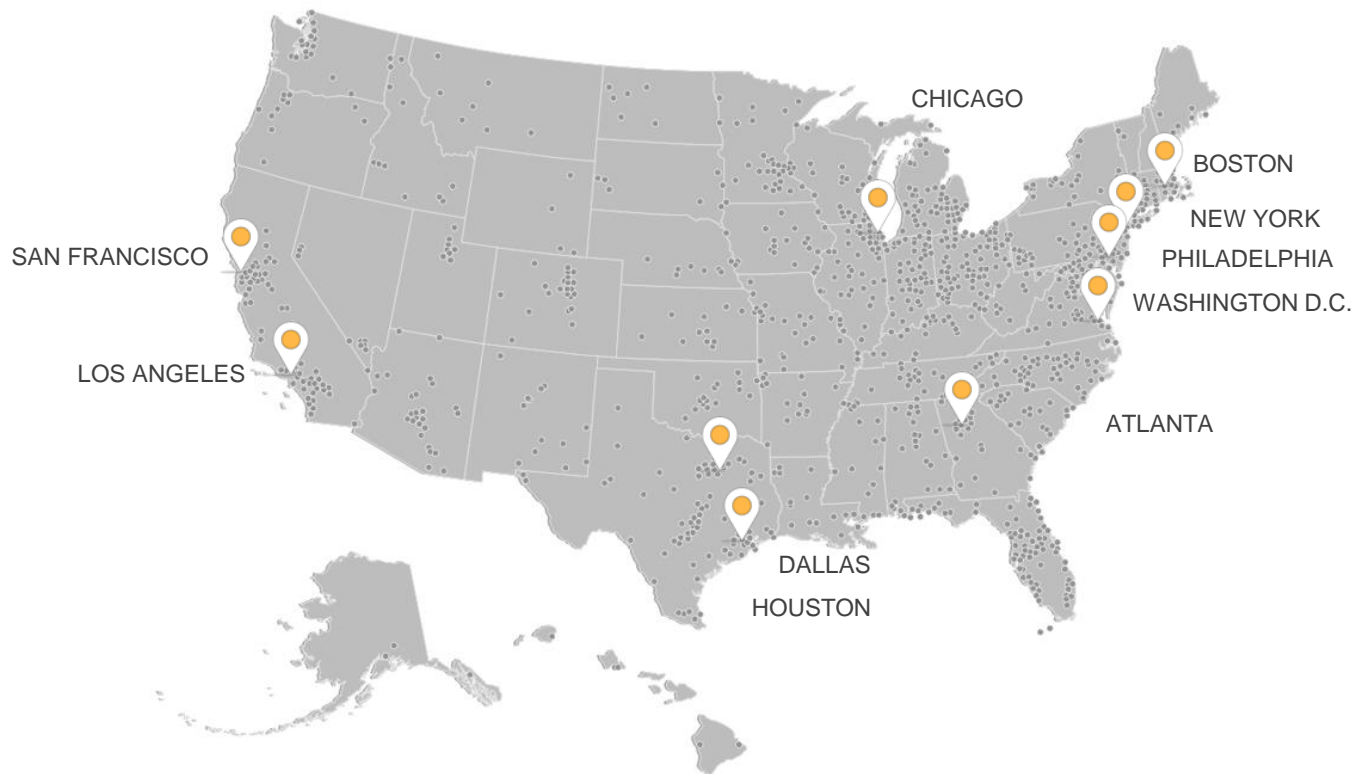 CHICAGO
BOSTON
NEW YORK
SAN FRANCISCO
PHILADELPHIA
WASHINGTON D.C.
LOS ANGELES
ATLANTA
DALLAS
HOUSTON